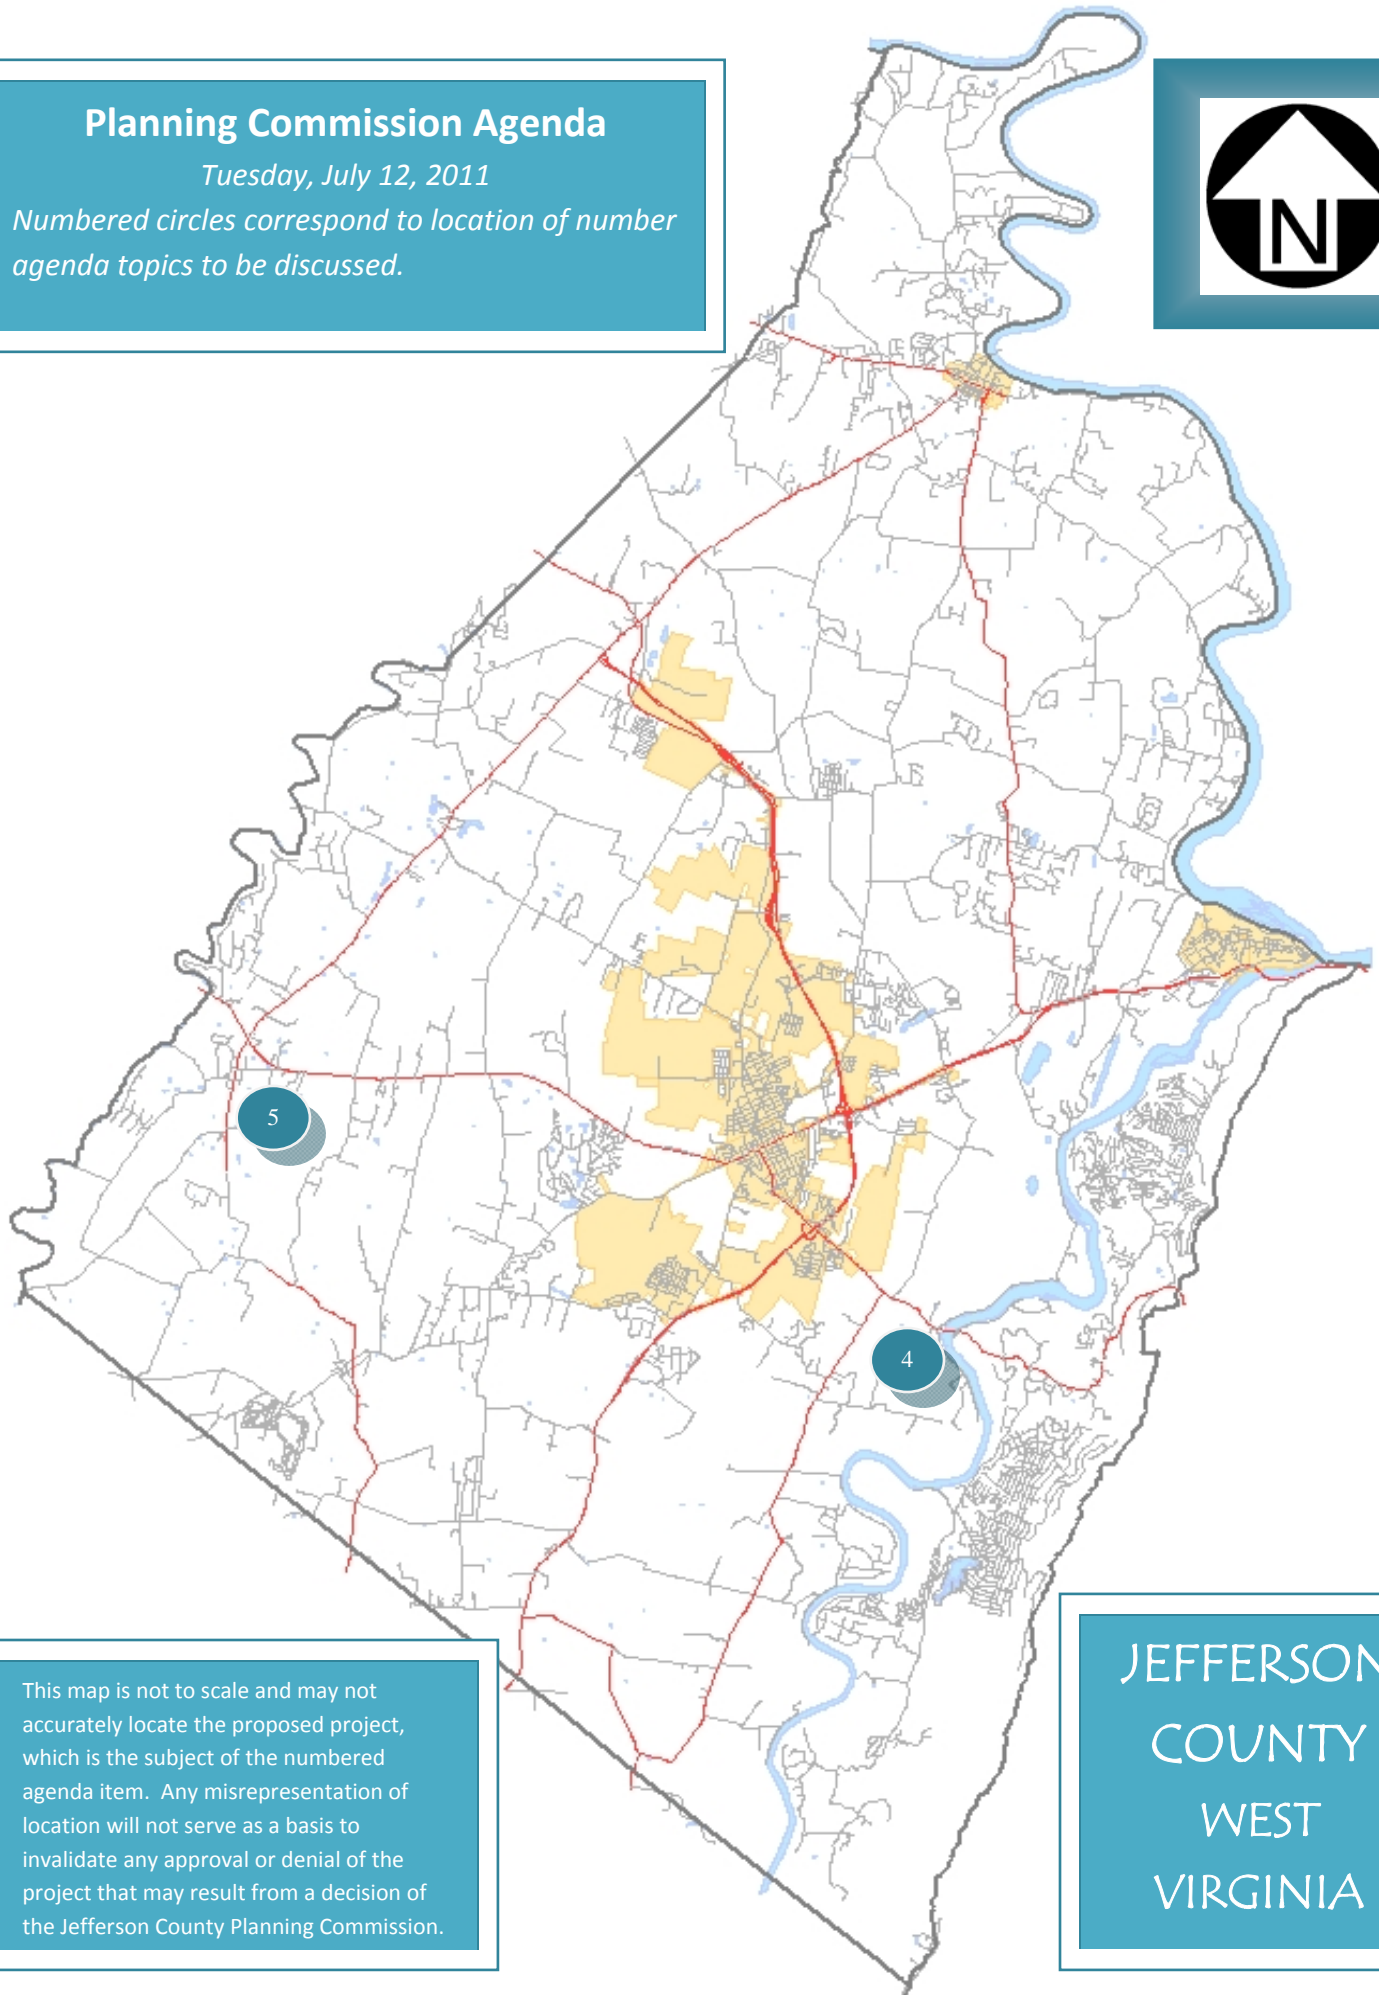 Planning Commission Agenda
Tuesday, July 12, 2011
Numbered circles correspond to location of number
agenda topics to be discussed.
N
5
4
This map is not to scale and may not
accurately locate the proposed project,
which is the subject of the numbered
agenda item. Any misrepresentation of
location will not serve as a basis to
invalidate any approval or denial of the
project that may result from a decision of
the Jefferson County Planning Commission.
JEFFERSON
COUNTY
WEST
VIRGINIA